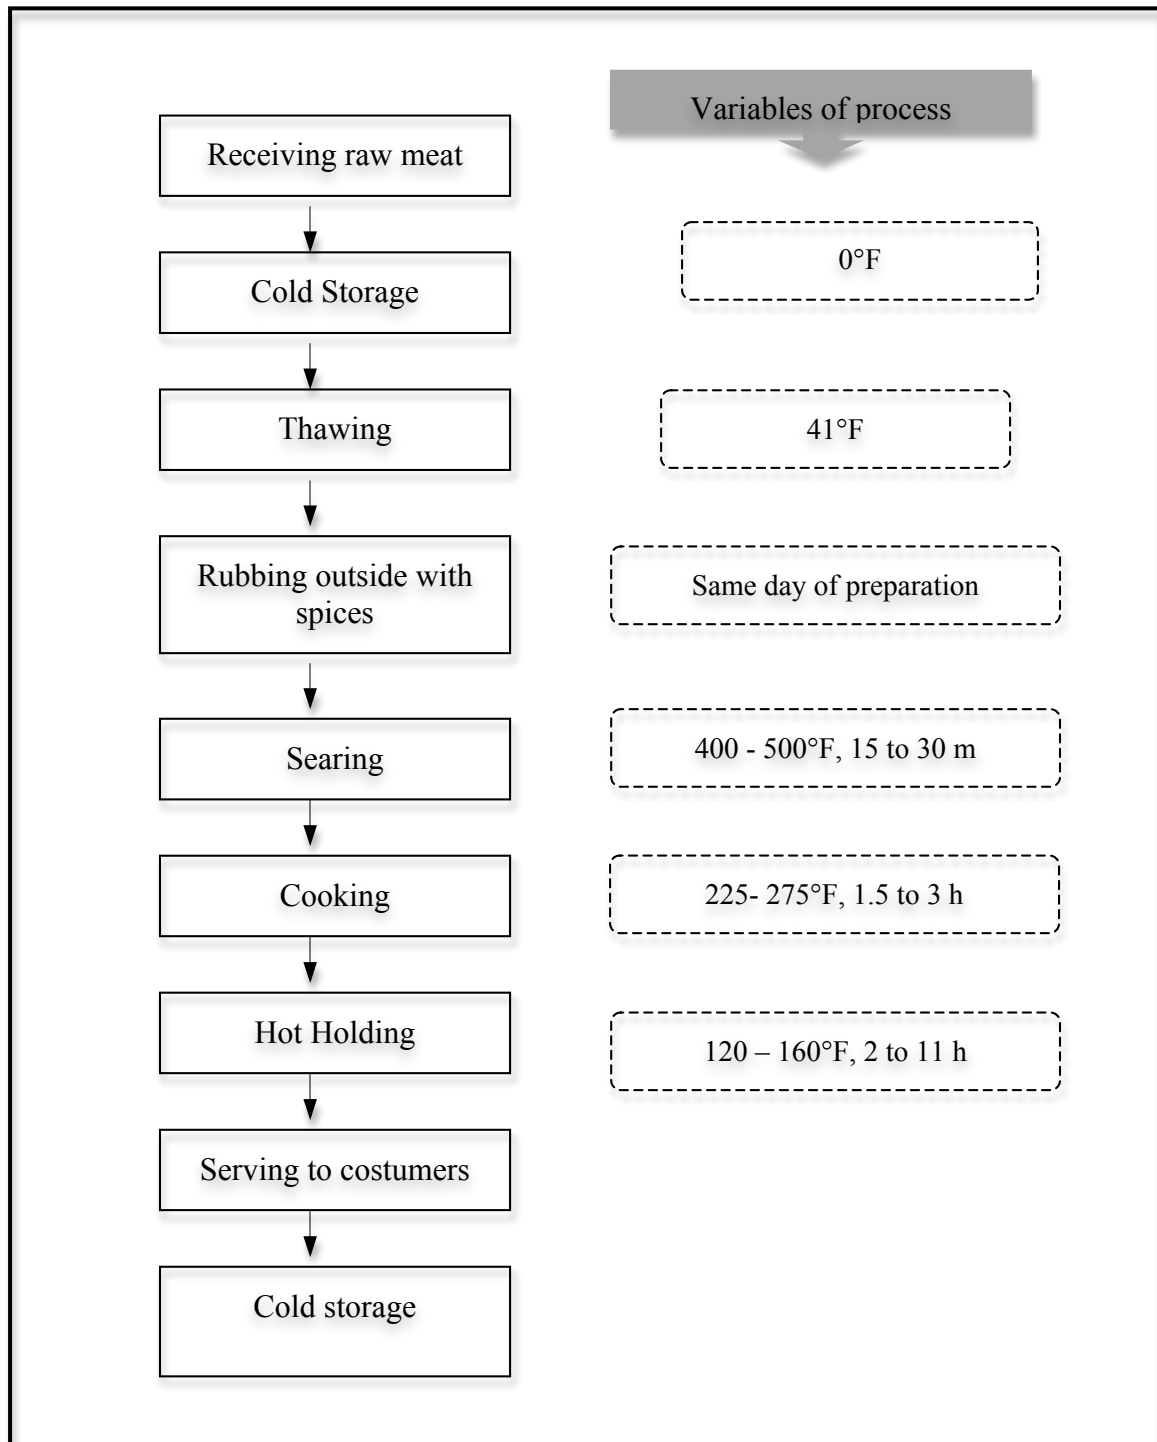 Variables of process
Receiving raw meat
0°F
Cold Storage
41°F
Thawing
Rubbing outside with
spices
Same day of preparation
Searing
400 - 500°F, 15 to 30 m
Cooking
225- 275°F, 1.5 to 3 h
Hot Holding
120 – 160°F, 2 to 11 h
Serving to costumers
Cold storage